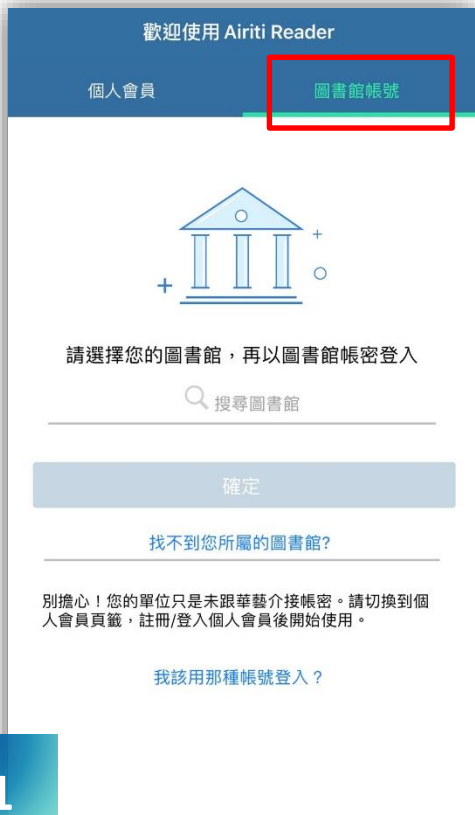 歡迎使用 Airiti Reader
個人會員
圖書館帳號
請選擇您的圖書館，再以圖書館帳密登入
搜尋圖書館
確定
找不到您所屬的圖書館?
別擔心！您的單位只是未跟華藝介接帳密。請切換到個
人會員頁籤，註冊/登入個人會員後開始使用。
我該用那種帳號登入？
1